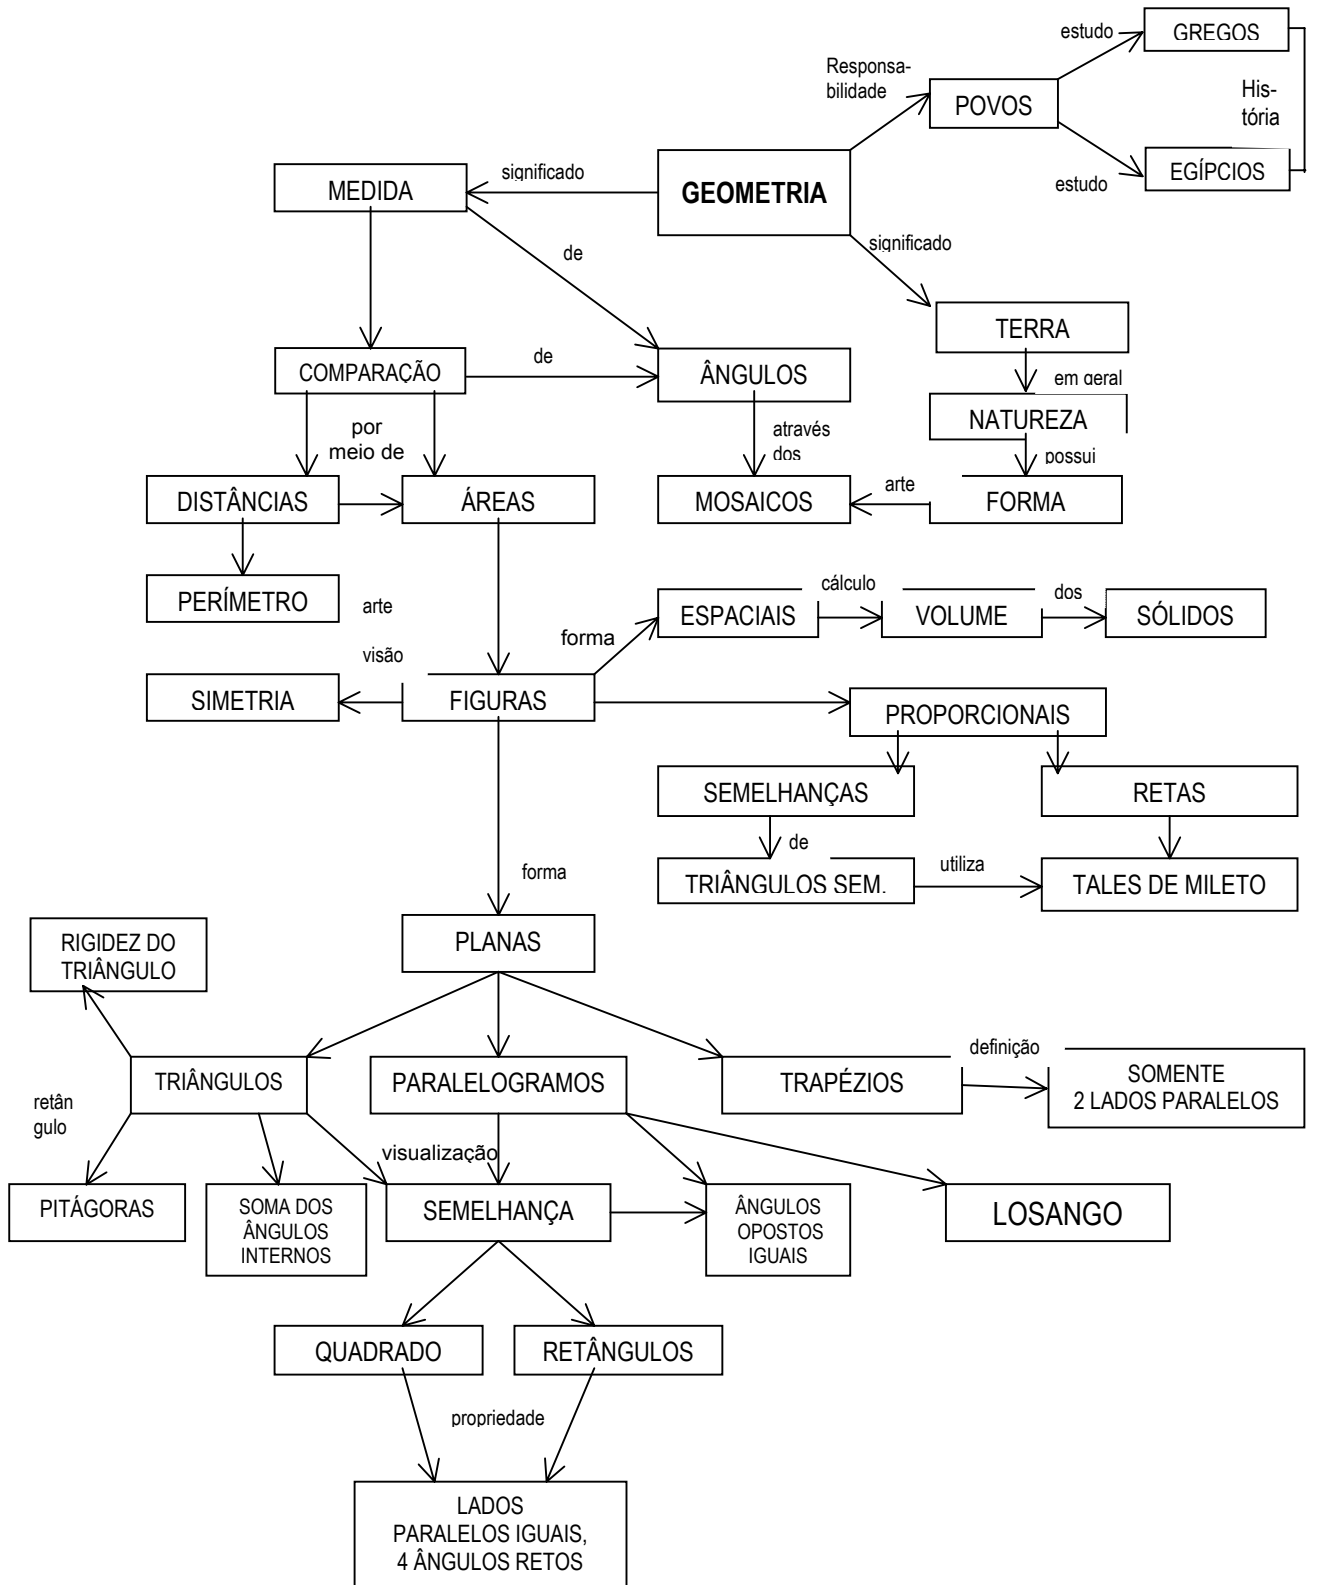 estudo
GREGOS
Responsa-
bilidade
POVOS
His-
tória
estudo
EGÍPCIOS
MEDIDA
significado
GEOMETRIA
significado
de
TERRA
COMPARAÇÃO
de
ÂNGULOS
em geral
NATUREZA
por
meio de
através
dos
possui
DISTÂNCIAS
ÁREAS
MOSAICOS
arte
FORMA
PERÍMETRO
arte
ESPACIAIS
cálculo
VOLUME
dos
SÓLIDOS
forma
visão
SIMETRIA
FIGURAS
PROPORCIONAIS
SEMELHANÇAS
RETAS
de
TRIÂNGULOS SEM.
utiliza
TALES DE MILETO
forma
RIGIDEZ DO
TRIÂNGULO
PLANAS
TRIÂNGULOS
PARALELOGRAMOS
TRAPÉZIOS
definição
SOMENTE
2 LADOS PARALELOS
retân
gulo
visualização
PITÁGORAS
SOMA DOS
ÂNGULOS
INTERNOS
SEMELHANÇA
ÂNGULOS
OPOSTOS
IGUAIS
LOSANGO
QUADRADO
RETÂNGULOS
propriedade
LADOS
PARALELOS IGUAIS,
4 ÂNGULOS RETOS